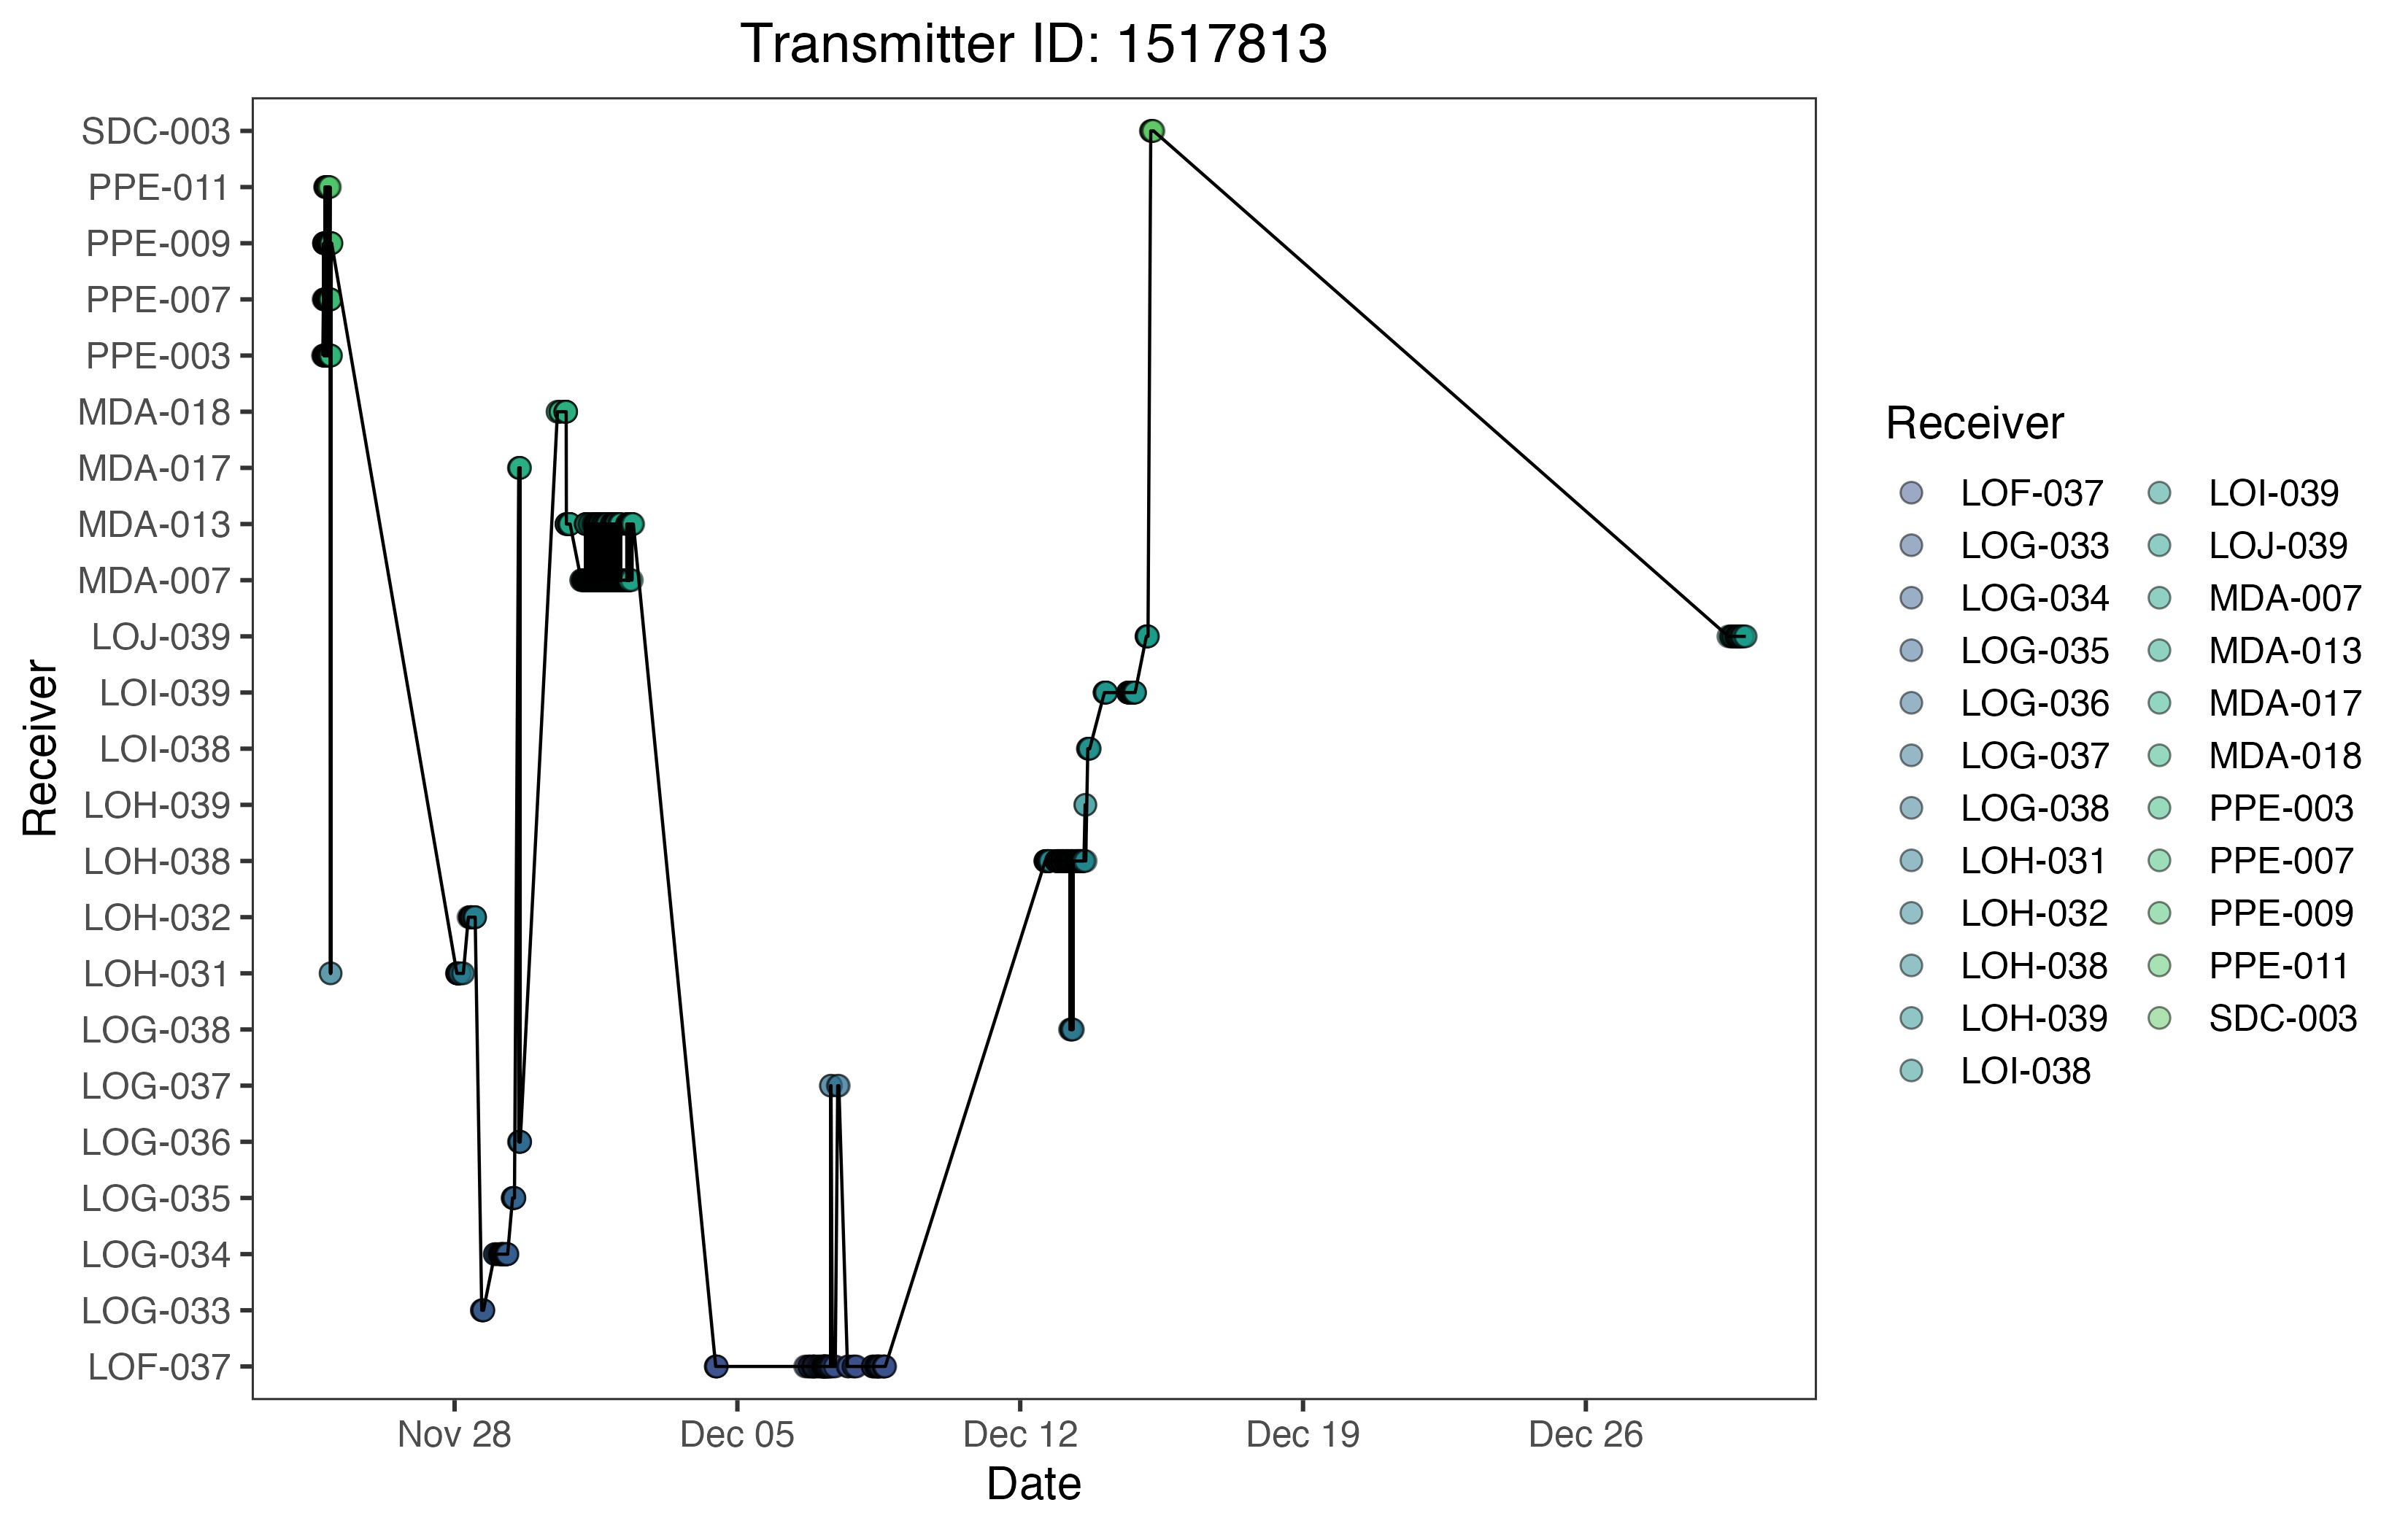 Transmitter ID: 1517813
SDC-003
PPE-011
PPE-009
PPE-007
PPE-003
MDA-018
MDA-017
MDA-013
MDA-007
LOJ-039
LOI-039
LOI-038
LOH-039
LOH-038
LOH-032
LOH-031
LOG-038
LOG-037
LOG-036
LOG-035
LOG-034
LOG-033
LOF-037
Receiver
Nov 28
Dec 05
Dec 12
Dec 19
Dec 26
Date
Receiver
LOF-037
LOG-033
LOG-034
LOG-035
LOG-036
LOG-037
LOG-038
LOH-031
LOH-032
LOH-038
LOH-039
LOI-038
LOI-039
LOJ-039
MDA-007
MDA-013
MDA-017
MDA-018
PPE-003
PPE-007
PPE-009
PPE-011
SDC-003